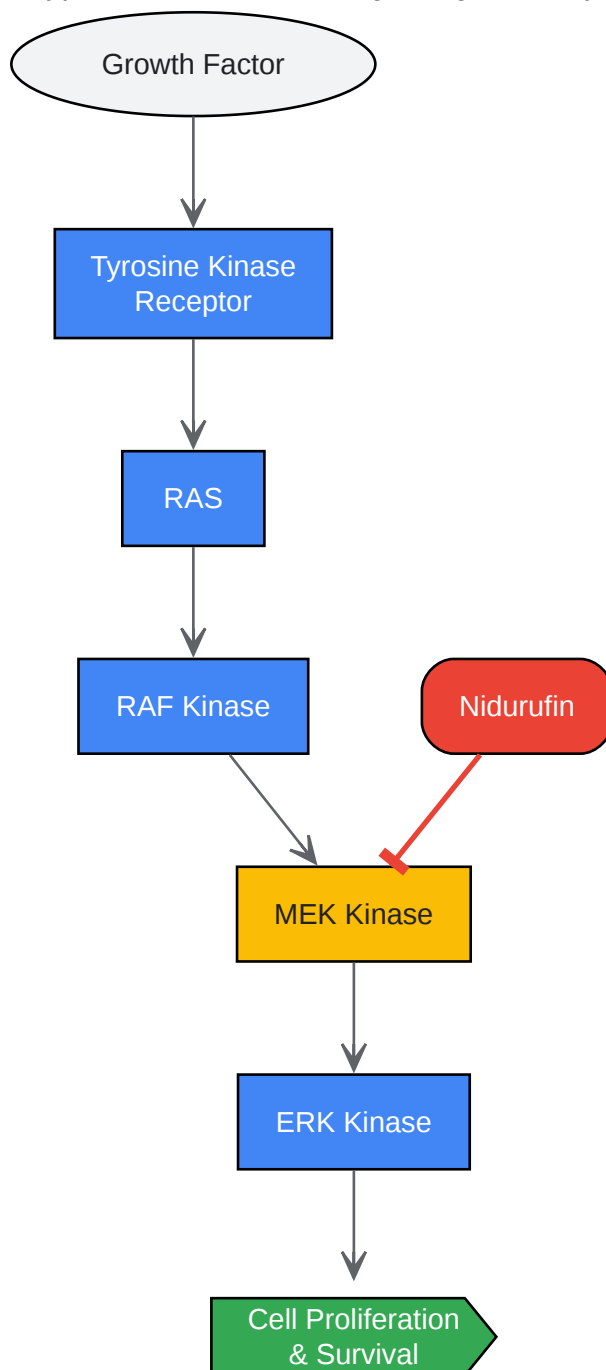 Growth Factor
Tyrosine Kinase
Receptor
RAS
RAF Kinase
Nidurufin
MEK Kinase
ERK Kinase
Cell Proliferation
& Survival